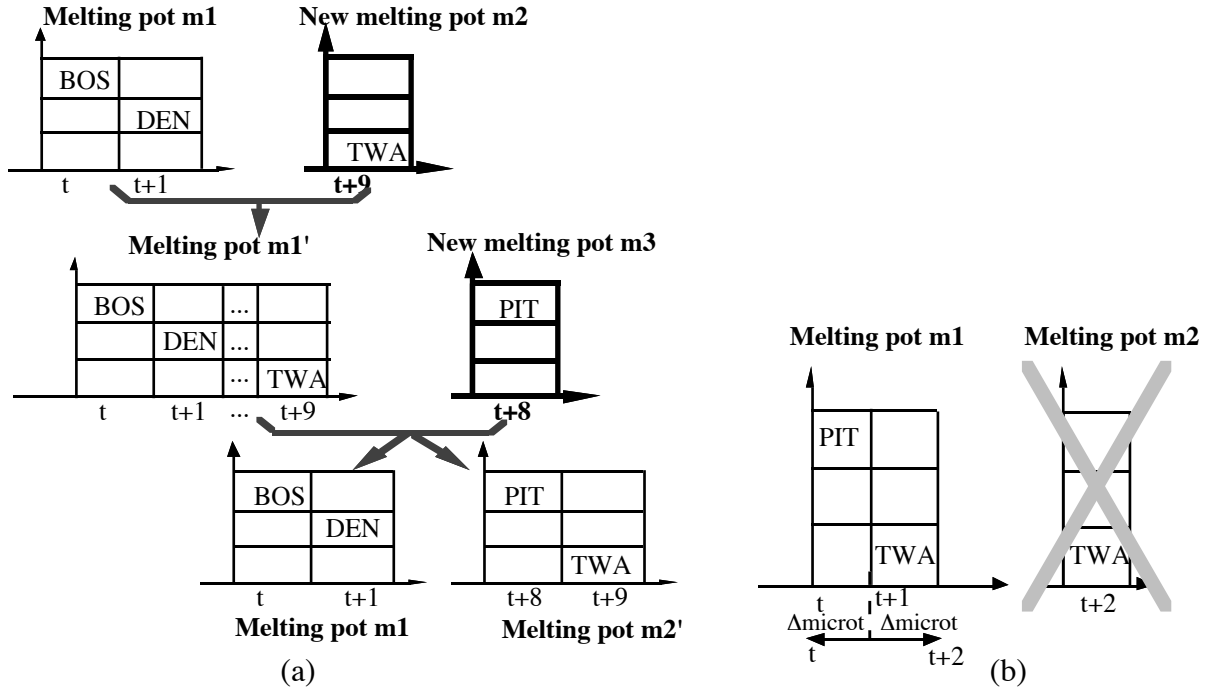 Melting pot m1
New melting pot m2
BOS
DEN
TWA
t
t+1
t+9
Melting pot m1'
New melting pot m3
BOS
...
DEN
...
...
TWA
PIT
t
t+1
...
t+9
t+8
BOS
DEN
PIT
TWA
t
t+1
t+8
t+9
Melting pot m1
Melting pot m2'
(a)
Melting pot m1
Melting pot m2
PIT
TWA
TWA
t
t+1
t+2
Δmicrot
Δmicrot
t
t+2
(b)